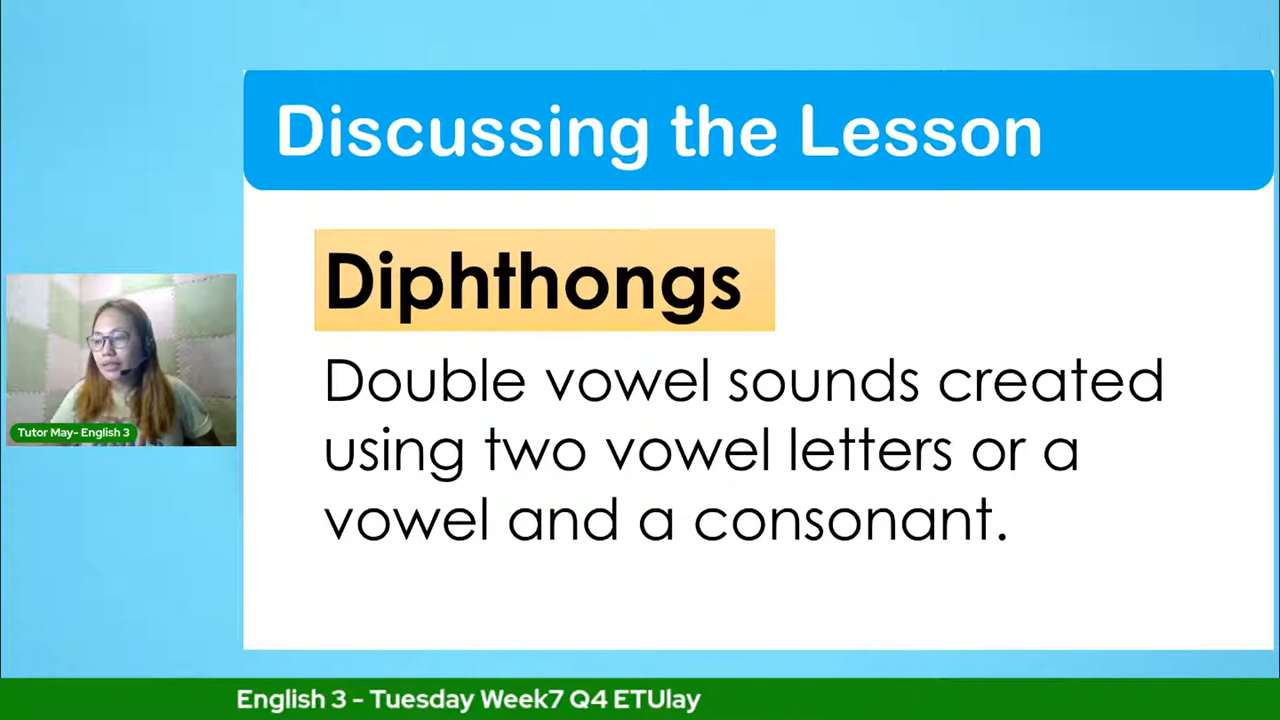 Discussing the Lesson
Diphthongs
Double vowel sounds created
using two vowel letters or a
vowel and a consonant.
Tutor May- English 3
English 3 - Tuesday Week7 Q4 ETUlay